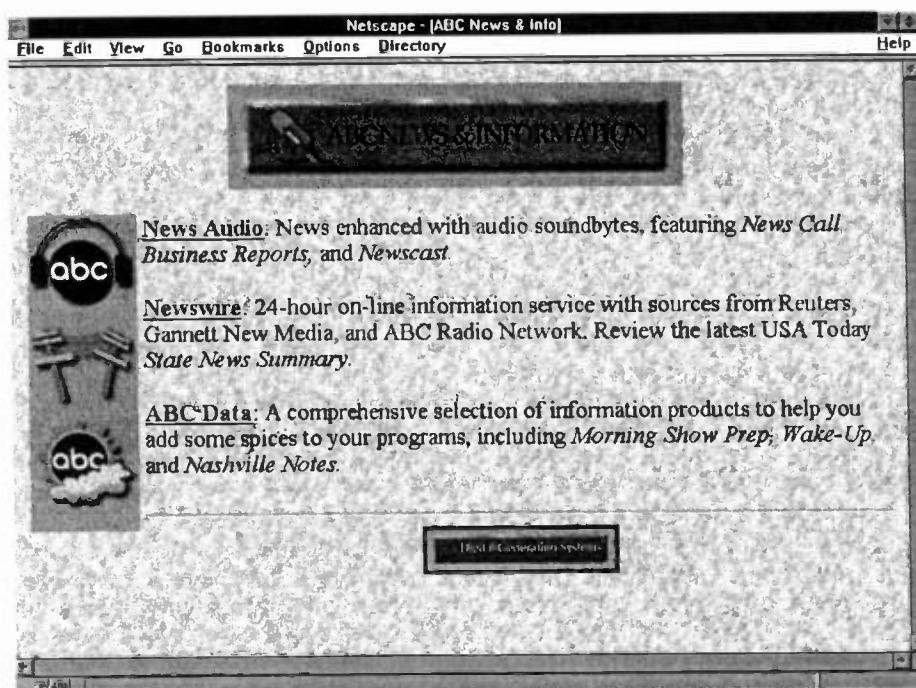 Netscape - [ABC News & Info]
File Edit View Go Bookmarks Options Directory Help
ABC NEWS & INFORMATION
News Audio: News enhanced with audio soundbytes, featuring News Call,
abc
Business Reports, and Newscast.
Newswire: 24-hour on-line information service with sources from Reuters,
Gannett New Media, and ABC Radio Network. Review the latest USA Today
State News Summary.
ABC Data: A comprehensive selection of information products to help you
add some spices to your programs, including Morning Show Prep, Wake-Up,
abc
and Nashville Notes.
Digital Generation Systems